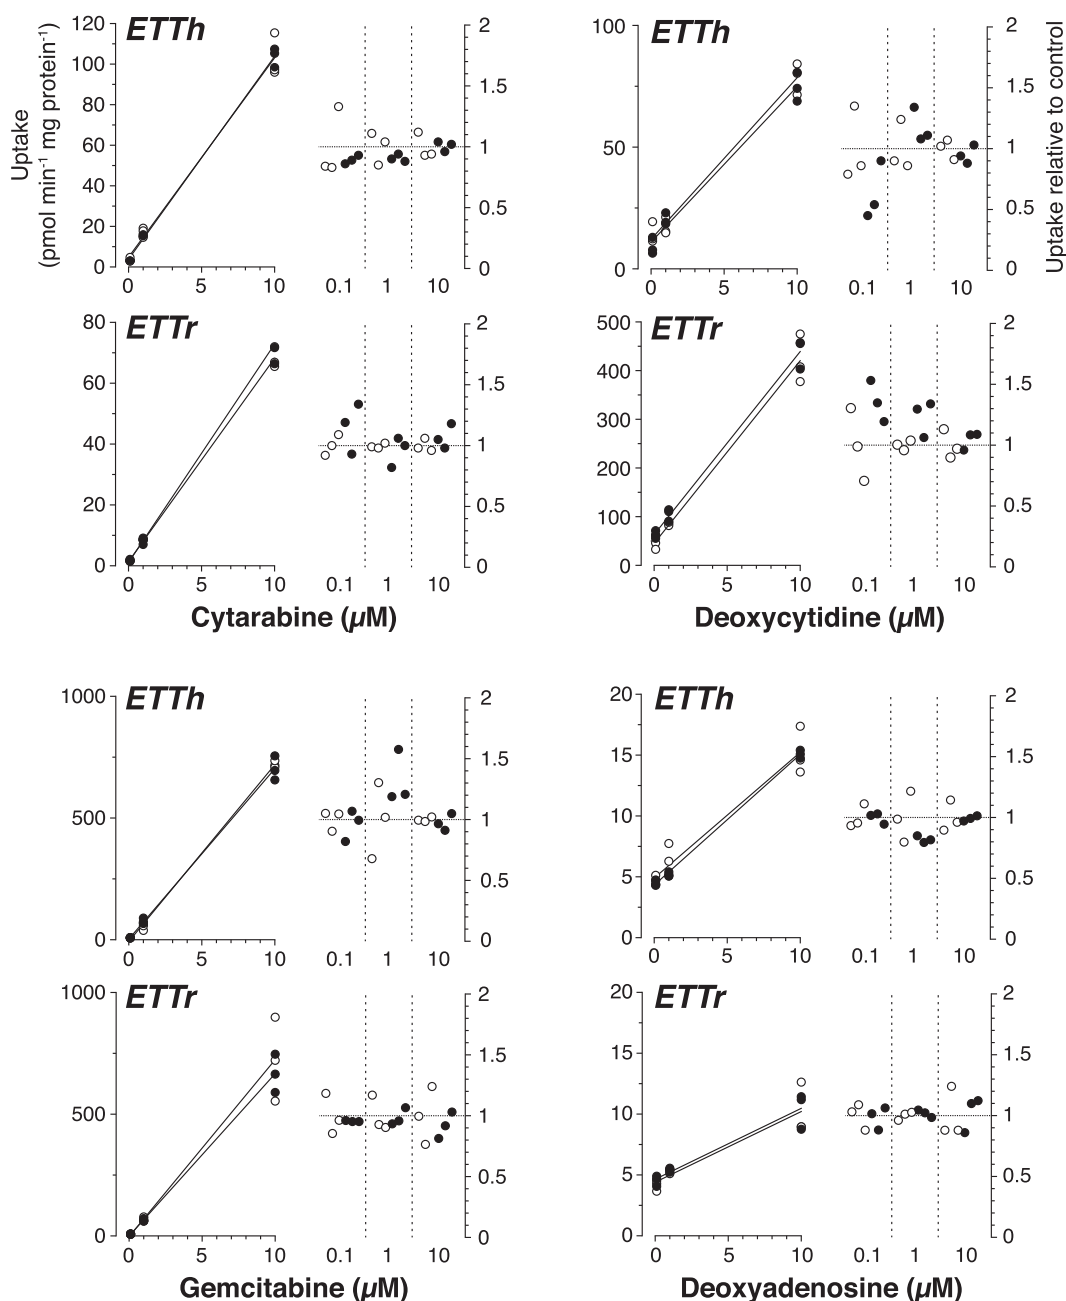 ETTh
120
100
80
60
40
20
0
Uptake
(pmol min⁻¹ mg protein⁻¹)
0 5 10
2
1.5
1
0.5
0
0.1 1 10
ETTh
100
50
0
0 5 10
2
1.5
1
0.5
0
Uptake relative to control
0.1 1 10
ETTr
80
60
40
20
0
0 5 10
2
1.5
1
0.5
0
0.1 1 10
Cytarabine (µM)
ETTr
500
400
300
200
100
0
0 5 10
2
1.5
1
0.5
0
0.1 1 10
Deoxycytidine (µM)
ETTh
1000
500
0
0 5 10
2
1.5
1
0.5
0
0.1 1 10
ETTh
20
15
10
5
0
0 5 10
2
1.5
1
0.5
0
0.1 1 10
ETTr
1000
500
0
0 5 10
2
1.5
1
0.5
0
0.1 1 10
Gemcitabine (µM)
ETTr
20
15
10
5
0
0 5 10
2
1.5
1
0.5
0
0.1 1 10
Deoxyadenosine (µM)